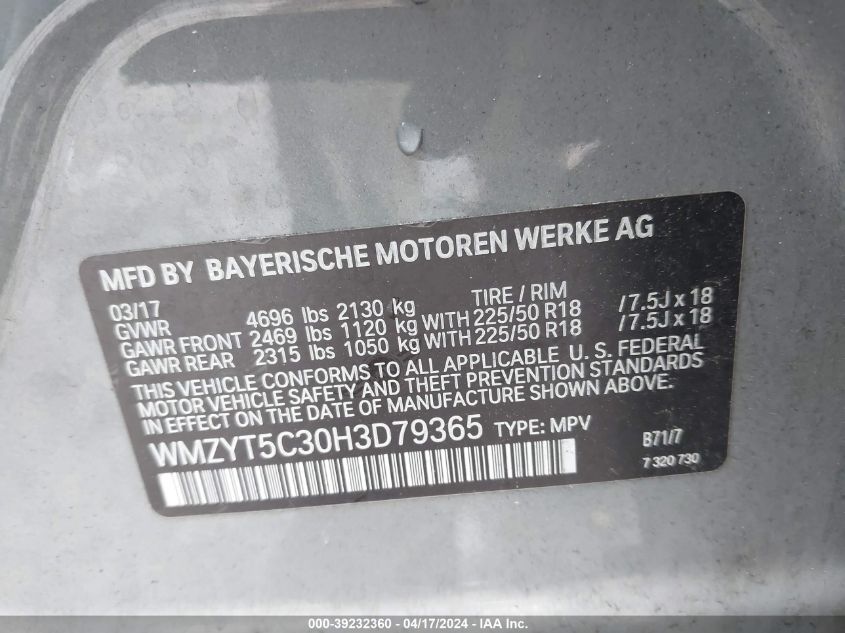 MFD BY BAYERISCHE MOTOREN WERKE AG
03/17 TIRE / RIM
GVWR 4696 lbs 2130 kg
GAWR FRONT 2469 lbs 1120 kg WITH 225/50 R18 /7.5J x 18
GAWR REAR 2315 lbs 1050 kg WITH 225/50 R18 /7.5J x 18
THIS VEHICLE CONFORMS TO ALL APPLICABLE U. S. FEDERAL
MOTOR VEHICLE SAFETY AND THEFT PREVENTION STANDARDS
IN EFFECT ON THE DATE OF MANUFACTURE SHOWN ABOVE.
WMZYT5C30H3D79365 TYPE: MPV B71/7
7 320 730
000-39232360 - 04/17/2024 - IAA Inc.